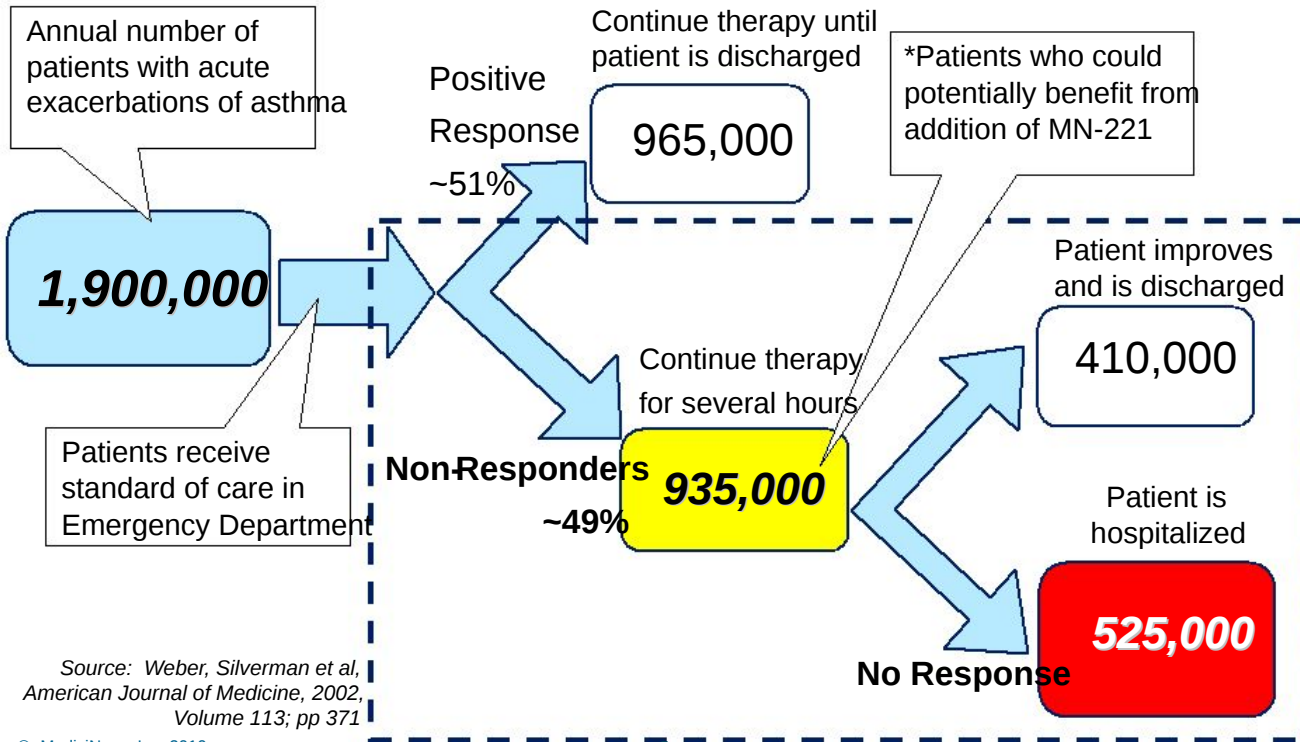 Annual number of
patients with acute
exacerbations of asthma
1,900,000
Patients receive
standard of care in
Emergency Department
Positive
Response
~51%
Continue therapy until
patient is discharged
965,000
*Patients who could
potentially benefit from
addition of MN-221
Continue therapy
for several hours
Non-Responders
~49%
935,000
Patient improves
and is discharged
410,000
Patient is
hospitalized
525,000
No Response
Source: Weber, Silverman et al,
American Journal of Medicine, 2002,
Volume 113; pp 371